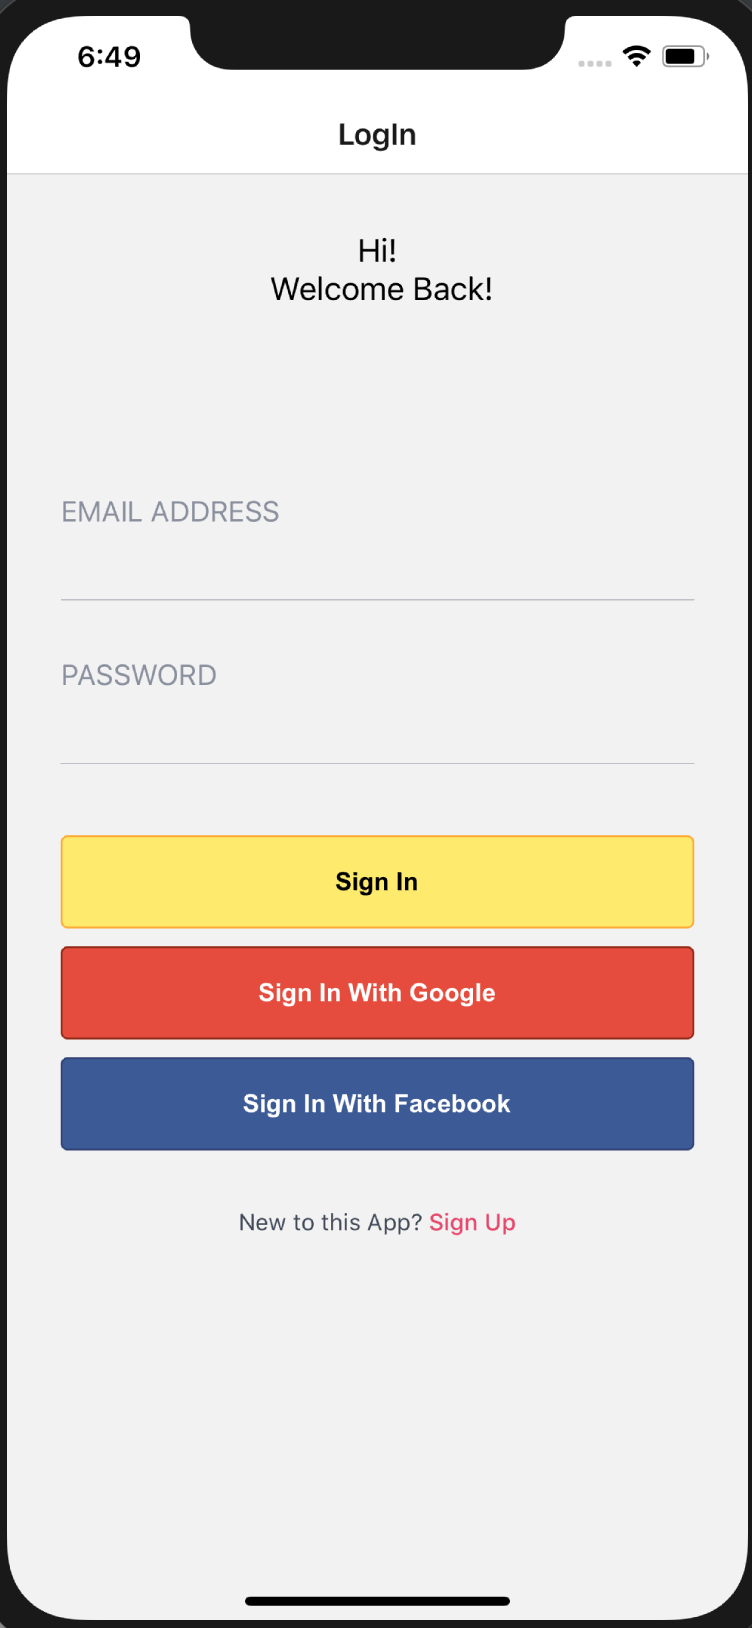 6:49
LogIn
Hi!
Welcome Back!
EMAIL ADDRESS
PASSWORD
Sign In
Sign In With Google
Sign In With Facebook
New to this App? Sign Up